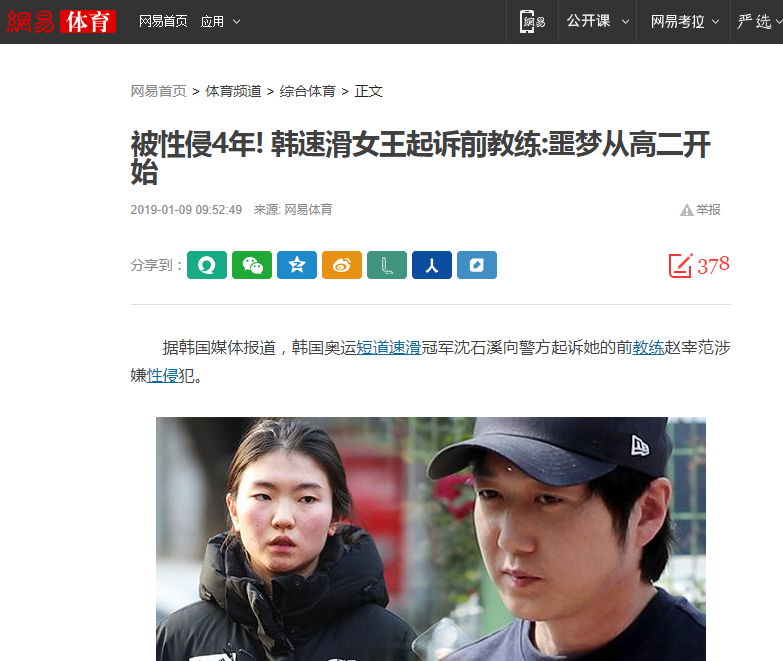 網易 体育 网易首页 应用 網易 公开课 网易考拉 严选
网易首页 > 体育频道 > 综合体育 > 正文
被性侵4年! 韩速滑女王起诉前教练:噩梦从高二开
始
2019-01-09 09:52:49 来源: 网易体育 举报
分享到: 378
据韩国媒体报道，韩国奥运短道速滑冠军沈石溪向警方起诉她的前教练赵宰范涉
嫌性侵犯。